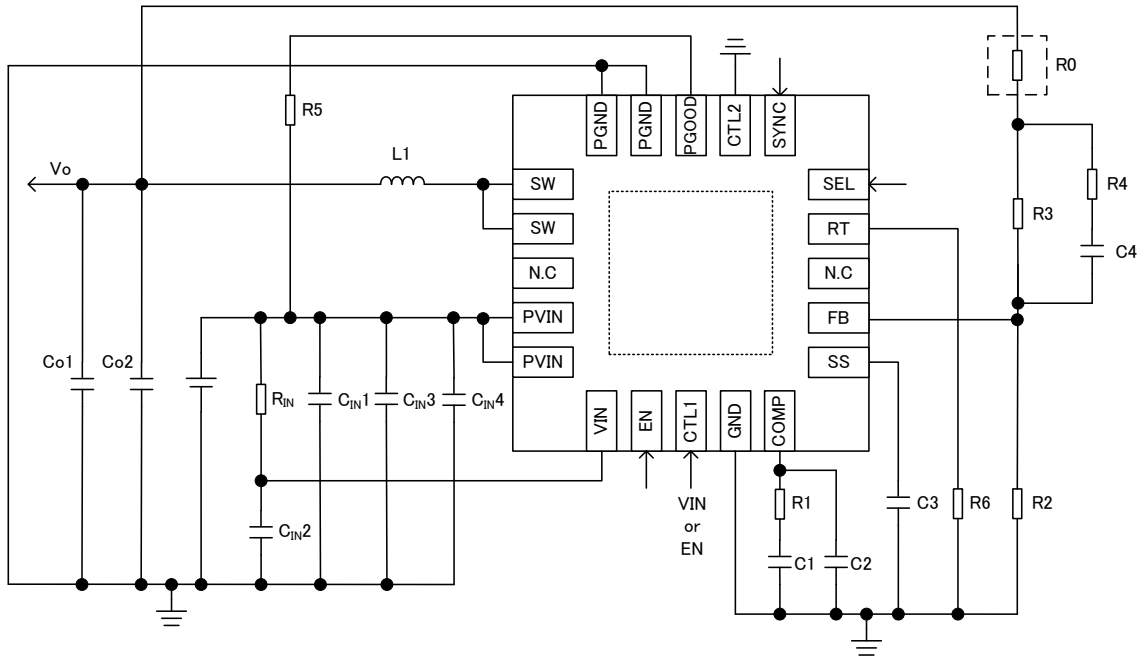 R0
R5
PGND
PGND
PGOOD
CTL2
SYNC
L1
Vo
SW
SEL
R4
SW
RT
R3
C4
N.C
N.C
PVIN
FB
Co1
Co2
PVIN
SS
RIN
CIN1
CIN3
CIN4
VIN
EN
CTL1
GND
COMP
CIN2
VIN
or
EN
R1
C3
R6
R2
C1
C2